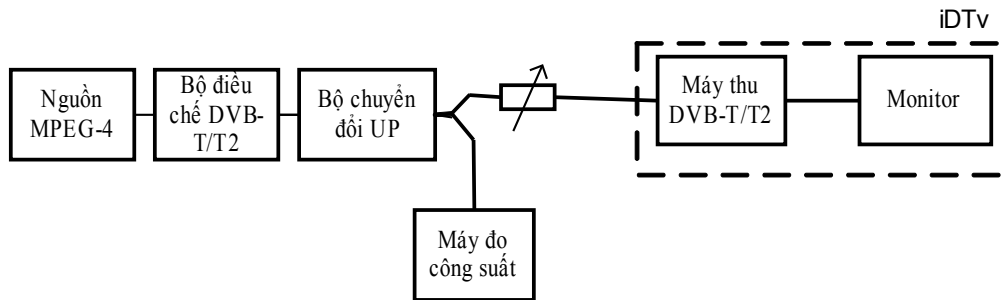 iDTv
Nguồn
MPEG-4
Bộ điều
chế DVB-
T/T2
Bộ chuyển
đổi UP
Máy thu
DVB-T/T2
Monitor
Máy đo
công suất